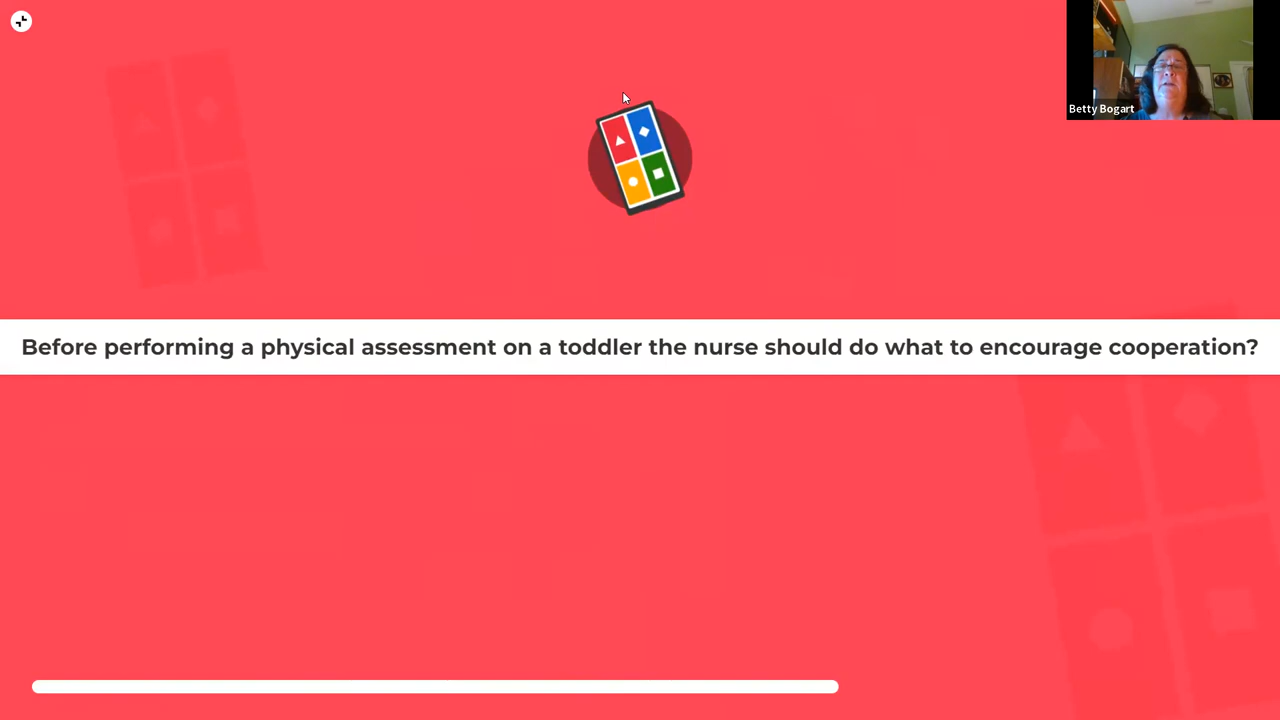 Betty Bogart
Before performing a physical assessment on a toddler the nurse should do what to encourage cooperation?